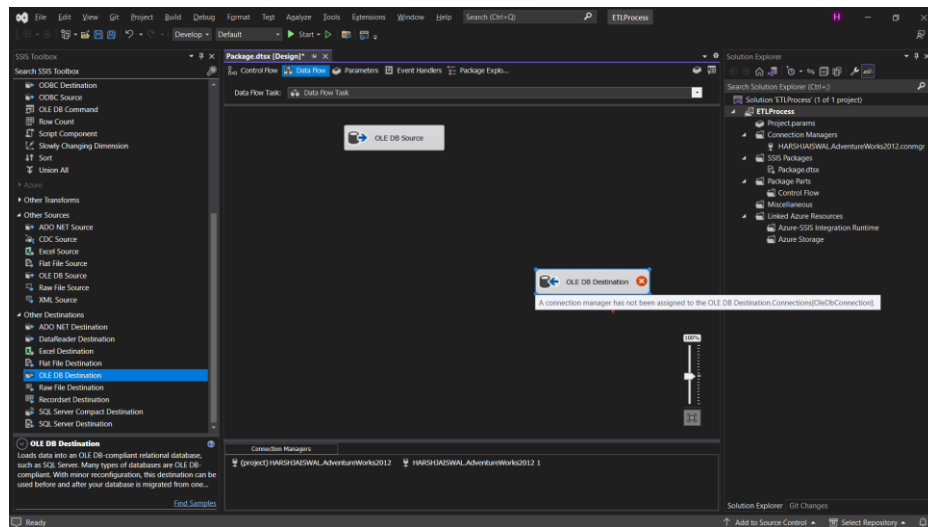 File Edit View Git Project Build Debug Format Test Analyze Tools Extensions Window Help Search (Ctrl+Q) ETLProcess H
Develop Default Start
SSIS Toolbox
Search SSIS Toolbox
ODBC Destination
ODBC Source
OLE DB Command
Row Count
Script Component
Slowly Changing Dimension
Sort
Union All
Azure
Other Transforms
Other Sources
ADO NET Source
CDC Source
Excel Source
Flat File Source
OLE DB Source
Raw File Source
XML Source
Other Destinations
ADO NET Destination
DataReader Destination
Excel Destination
Flat File Destination
OLE DB Destination
Raw File Destination
Recordset Destination
SQL Server Compact Destination
SQL Server Destination
OLE DB Destination
Loads data into an OLE DB-compliant relational database,
such as SQL Server. Many types of databases are OLE DB-
compliant. With minor reconfiguration, this destination can be
used before and after your database is migrated from one...
Find Samples
Package.dtsx [Design]*
Control Flow Data Flow Parameters Event Handlers Package Explo...
Data Flow Task: Data Flow Task
OLE DB Source
OLE DB Destination
A connection manager has not been assigned to the OLE DB Destination.Connections[OleDbConnection].
100%
Connection Managers
(project) HARSHJAISWAL.AdventureWorks2012 HARSHJAISWAL.AdventureWorks2012 1
Solution Explorer
Search Solution Explorer (Ctrl+;)
Solution 'ETLProcess' (1 of 1 project)
ETLProcess
Project.params
Connection Managers
HARSHJAISWAL.AdventureWorks2012.conmgr
SSIS Packages
Package.dtsx
Package Parts
Control Flow
Miscellaneous
Linked Azure Resources
Azure-SSIS Integration Runtime
Azure Storage
Solution Explorer Git Changes
Ready Add to Source Control Select Repository